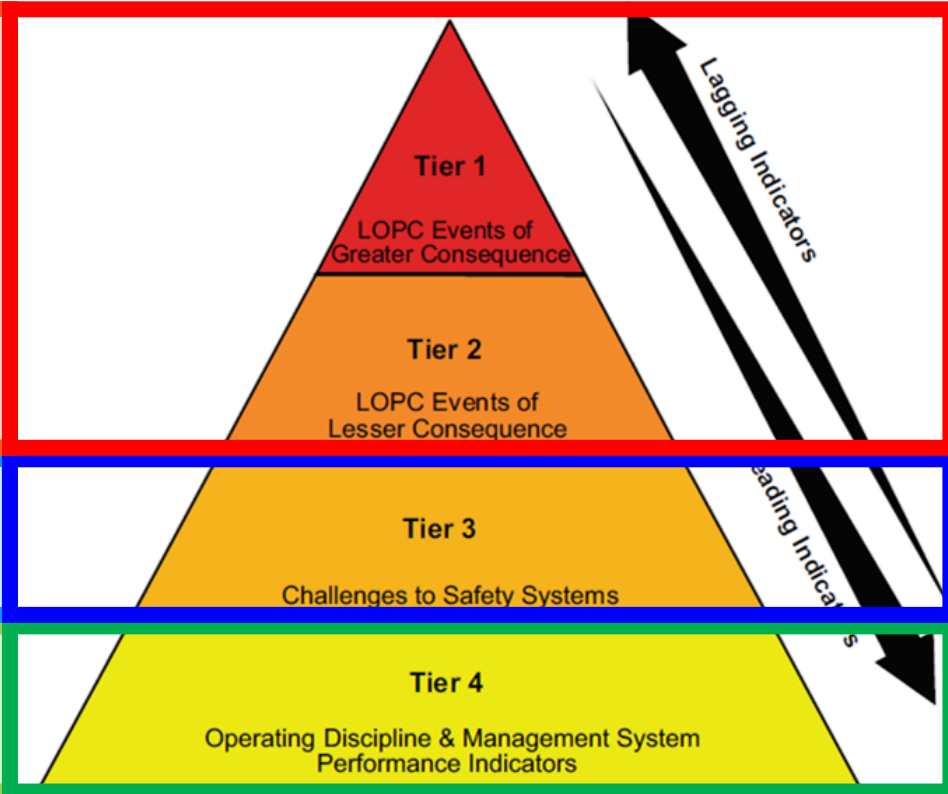 Tier 1
LOPC Events of
Greater Consequence
Lagging Indicators
Tier 2
LOPC Events of
Lesser Consequence
Tier 3
Challenges to Safety Systems
Tier 4
Operating Discipline & Management System
Performance Indicators